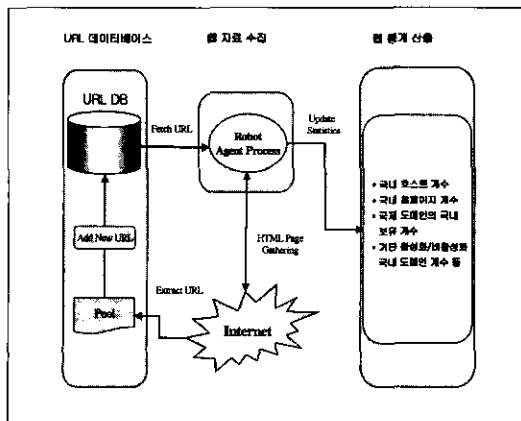 URL 데이터베이스
웹 자료 수집
웹 통계 산출
URL DB
Fetch URL
Robot
Agent Process
Update
Statistics
• 국내 호스트 개수
• 국내 홈페이지 개수
• 국제 도메인의 국내
보유 개수
• 기타 활성화/비활성화
국내 도메인 개수 등
Add New URL
HTML Page
Gathering
Extract URL
Pool
Internet